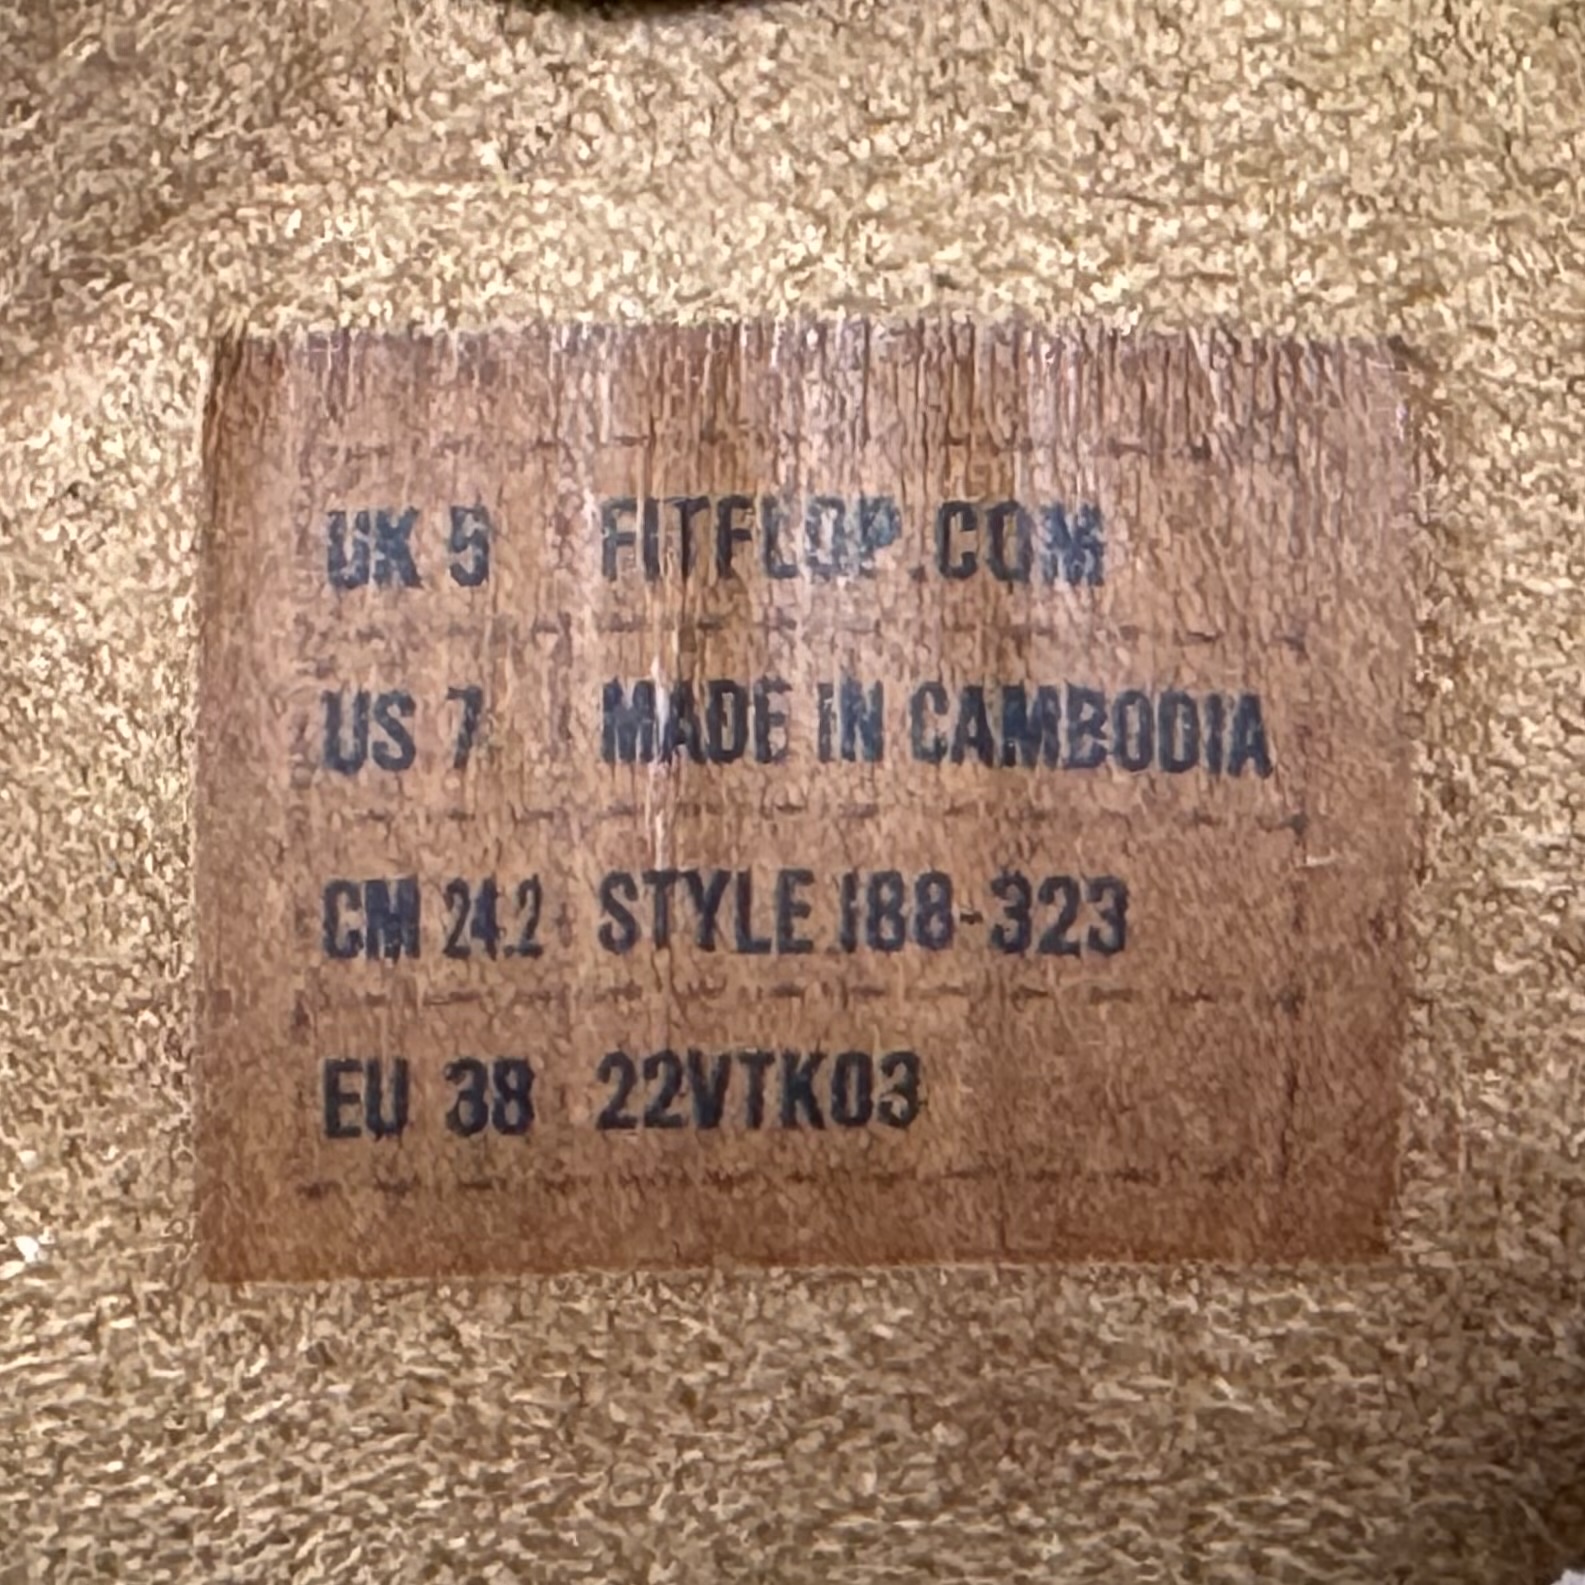 UK 5 FITFLOP.COM
US 7 MADE IN CAMBODIA
CM 24.2 STYLE I88-323
EU 38 22VTK03